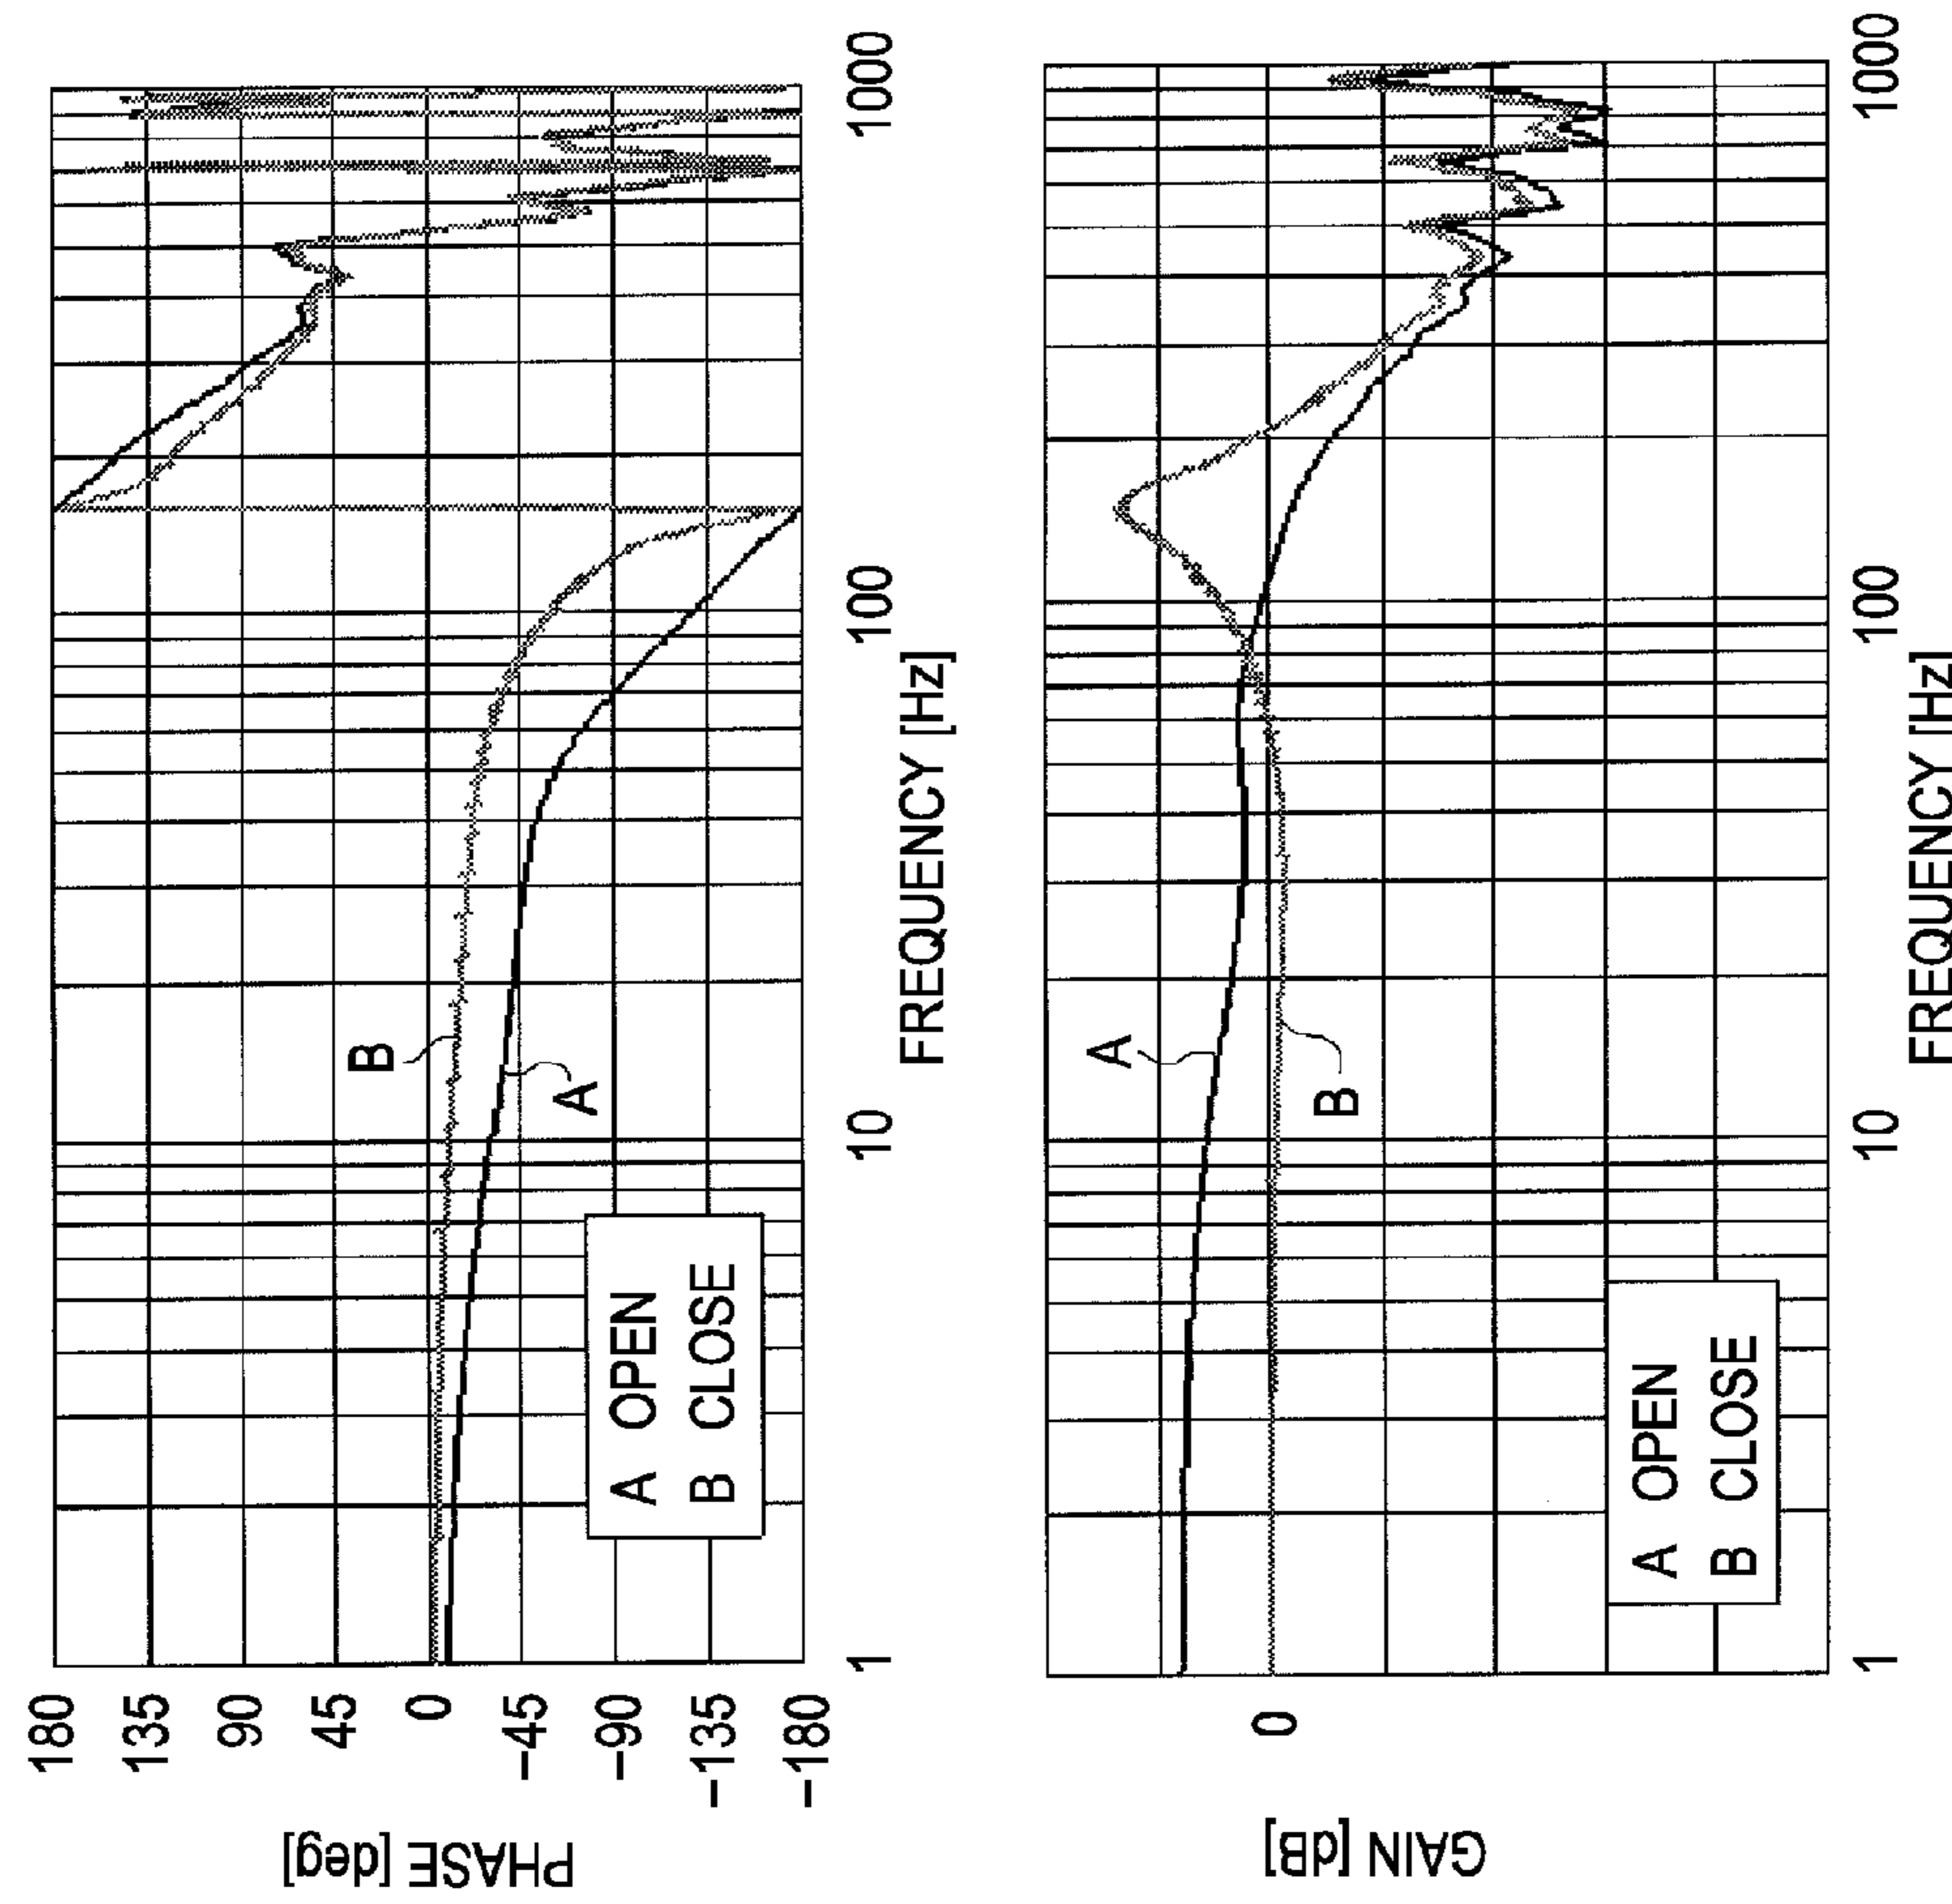 PHASE [deg]
180
135
90
45
0
-45
-90
-135
-180
B
A
A OPEN
B CLOSE
1
10
100
1000
FREQUENCY [Hz]
GAIN [dB]
0
A
B
A OPEN
B CLOSE
1
10
100
1000
FREQUENCY [Hz]